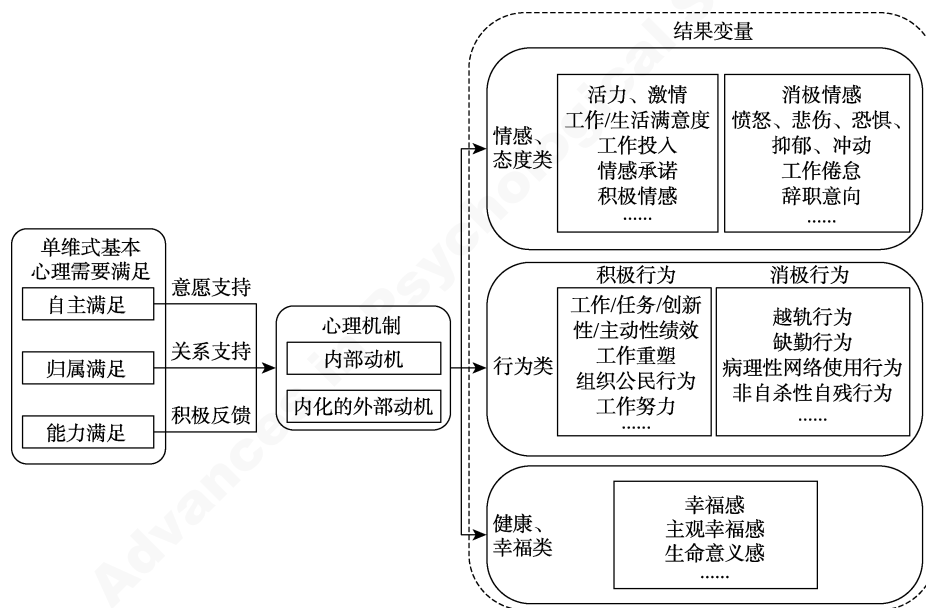 结果变量
情感、
态度类
活力、激情
工作/生活满意度
工作投入
情感承诺
积极情感
……
消极情感
愤怒、悲伤、恐惧、
抑郁、冲动
工作倦怠
辞职意向
……
单维式基本
心理需要满足
自主满足
归属满足
能力满足
意愿支持
关系支持
积极反馈
心理机制
内部动机
内化的外部动机
行为类
积极行为
工作/任务/创新
性/主动性绩效
工作重塑
组织公民行为
工作努力
……
消极行为
越轨行为
缺勤行为
病理性网络使用行为
非自杀性自残行为
……
健康、
幸福类
幸福感
主观幸福感
生命意义感
……